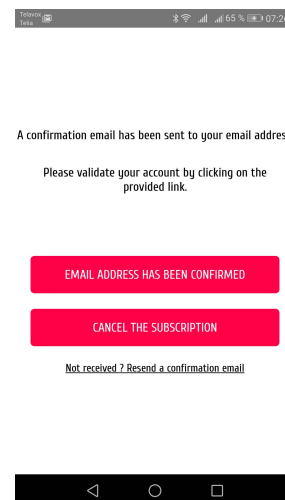 Telavox
Telia
65 % 07:26
A confirmation email has been sent to your email addres
Please validate your account by clicking on the
provided link.
EMAIL ADDRESS HAS BEEN CONFIRMED
CANCEL THE SUBSCRIPTION
Not received ? Resend a confirmation email